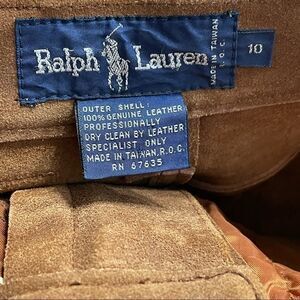 Ralph Lauren
MADE IN TAIWAN
R.O.C.
10
OUTER SHELL:
100% GENUINE LEATHER
PROFESSIONALLY
DRY CLEAN BY LEATHER
SPECIALIST ONLY
MADE IN TAIWAN, R.O.C.
RN 67635